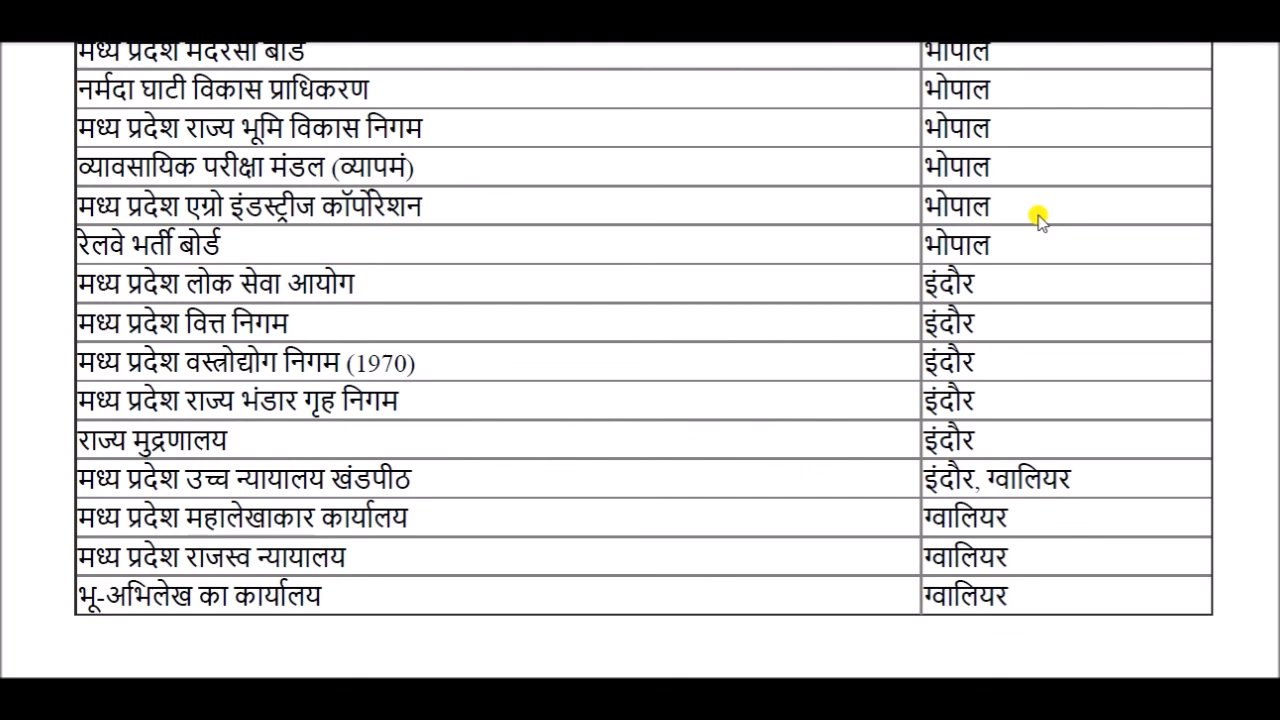 मध्य प्रदेश मदरसा बोर्ड भोपाल
नर्मदा घाटी विकास प्राधिकरण भोपाल
मध्य प्रदेश राज्य भूमि विकास निगम भोपाल
व्यावसायिक परीक्षा मंडल (व्यापमं) भोपाल
मध्य प्रदेश एग्रो इंडस्ट्रीज कॉर्पोरेशन भोपाल
रेलवे भर्ती बोर्ड भोपाल
मध्य प्रदेश लोक सेवा आयोग इंदौर
मध्य प्रदेश वित्त निगम इंदौर
मध्य प्रदेश वस्त्रोद्योग निगम (1970) इंदौर
मध्य प्रदेश राज्य भंडार गृह निगम इंदौर
राज्य मुद्रणालय इंदौर
मध्य प्रदेश उच्च न्यायालय खंडपीठ इंदौर, ग्वालियर
मध्य प्रदेश महालेखाकार कार्यालय ग्वालियर
मध्य प्रदेश राजस्व न्यायालय ग्वालियर
भू-अभिलेख का कार्यालय ग्वालियर